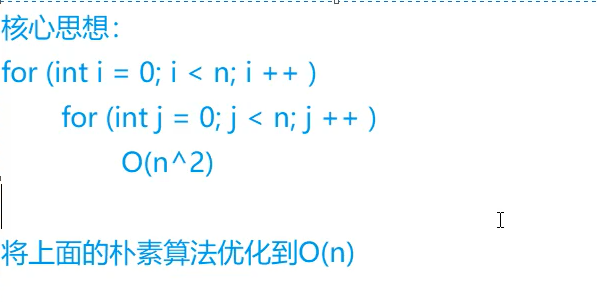 核心思想：
for (int i = 0; i < n; i ++ )
for (int j = 0; j < n; j ++ )
O(n^2)
将上面的朴素算法优化到O(n)